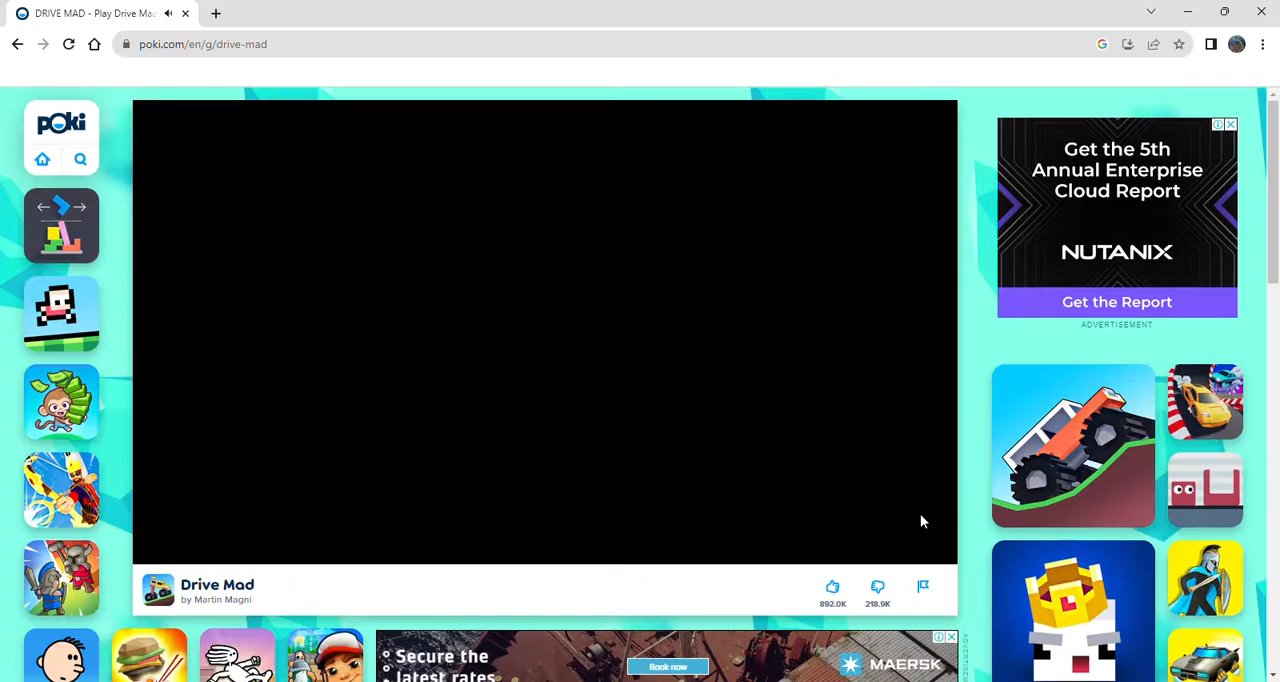 DRIVE MAD - Play Drive Mac
poki.com/en/g/drive-mad
poki
Get the 5th
Annual Enterprise
Cloud Report
NUTANIX
Get the Report
ADVERTISEMENT
Drive Mad
by Martin Magni
892.0K
218.9K
Secure the
latest rates
Book now
MAERSK
ADVERTISEMENT